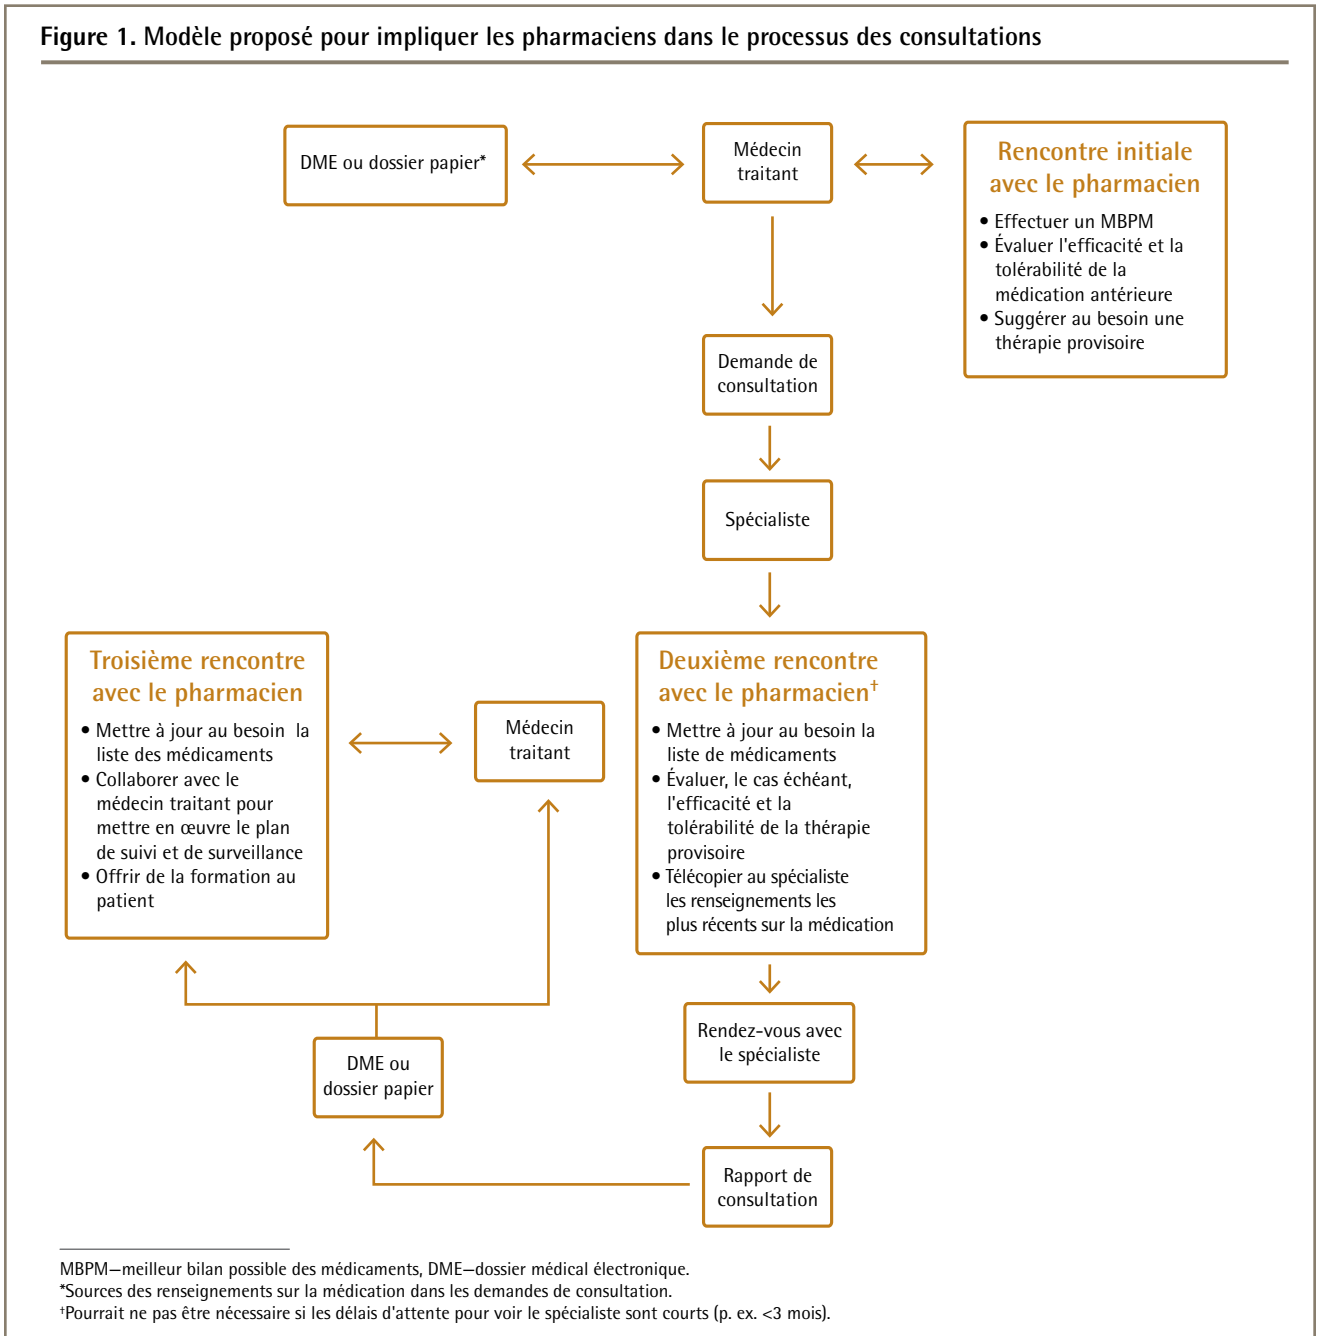 Figure 1. Modèle proposé pour impliquer les pharmaciens dans le processus des consultations
DME ou dossier papier*
Médecin
traitant
Rencontre initiale
avec le pharmacien
• Effectuer un MBPM
• Évaluer l'efficacité et la
tolérabilité de la
médication antérieure
• Suggérer au besoin une
thérapie provisoire
Demande de
consultation
Spécialiste
Deuxième rencontre
avec le pharmacien†
• Mettre à jour au besoin la
liste de médicaments
• Évaluer, le cas échéant,
l'efficacité et la
tolérabilité de la thérapie
provisoire
• Télécopier au spécialiste
les renseignements les
plus récents sur la médication
Troisième rencontre
avec le pharmacien
• Mettre à jour au besoin la
liste des médicaments
• Collaborer avec le
médecin traitant pour
mettre en œuvre le plan
de suivi et de surveillance
• Offrir de la formation au
patient
Médecin
traitant
Rendez-vous avec
le spécialiste
DME ou
dossier papier
Rapport de
consultation
MBPM—meilleur bilan possible des médicaments, DME—dossier médical électronique.
*Sources des renseignements sur la médication dans les demandes de consultation.
†Pourrait ne pas être nécessaire si les délais d'attente pour voir le spécialiste sont courts (p. ex. <3 mois).